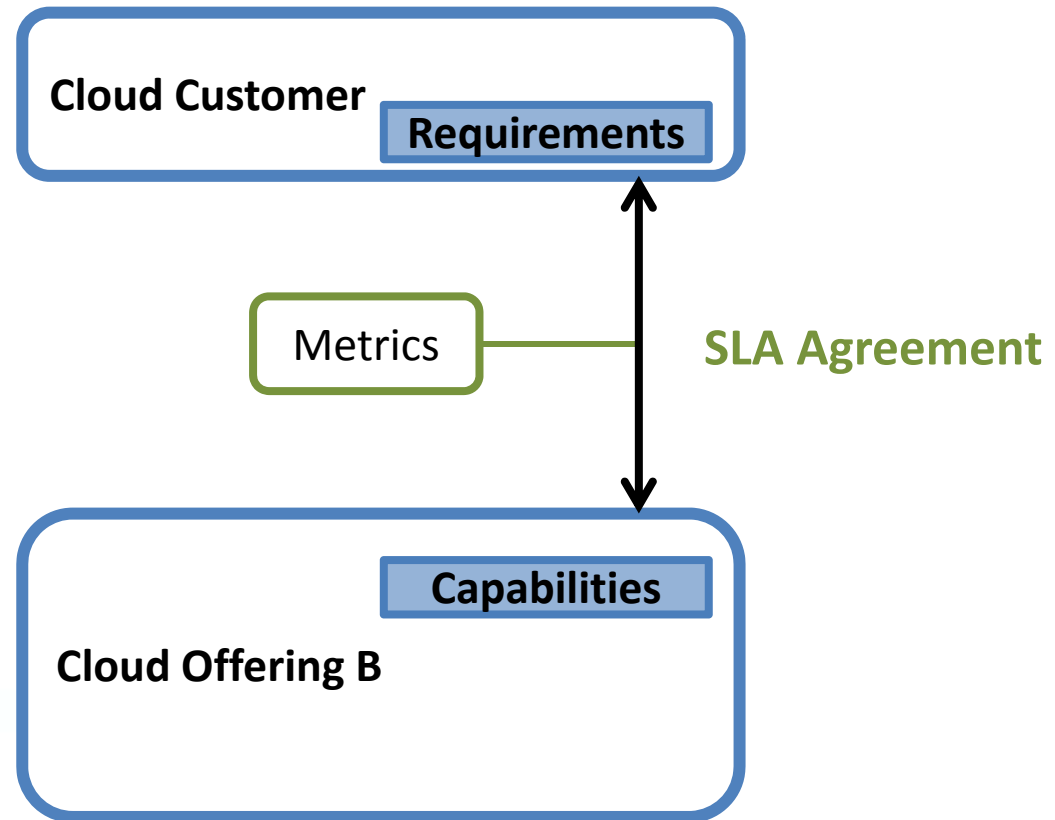 Cloud Customer
Requirements
Metrics
SLA Agreement
Capabilities
Cloud Offering B